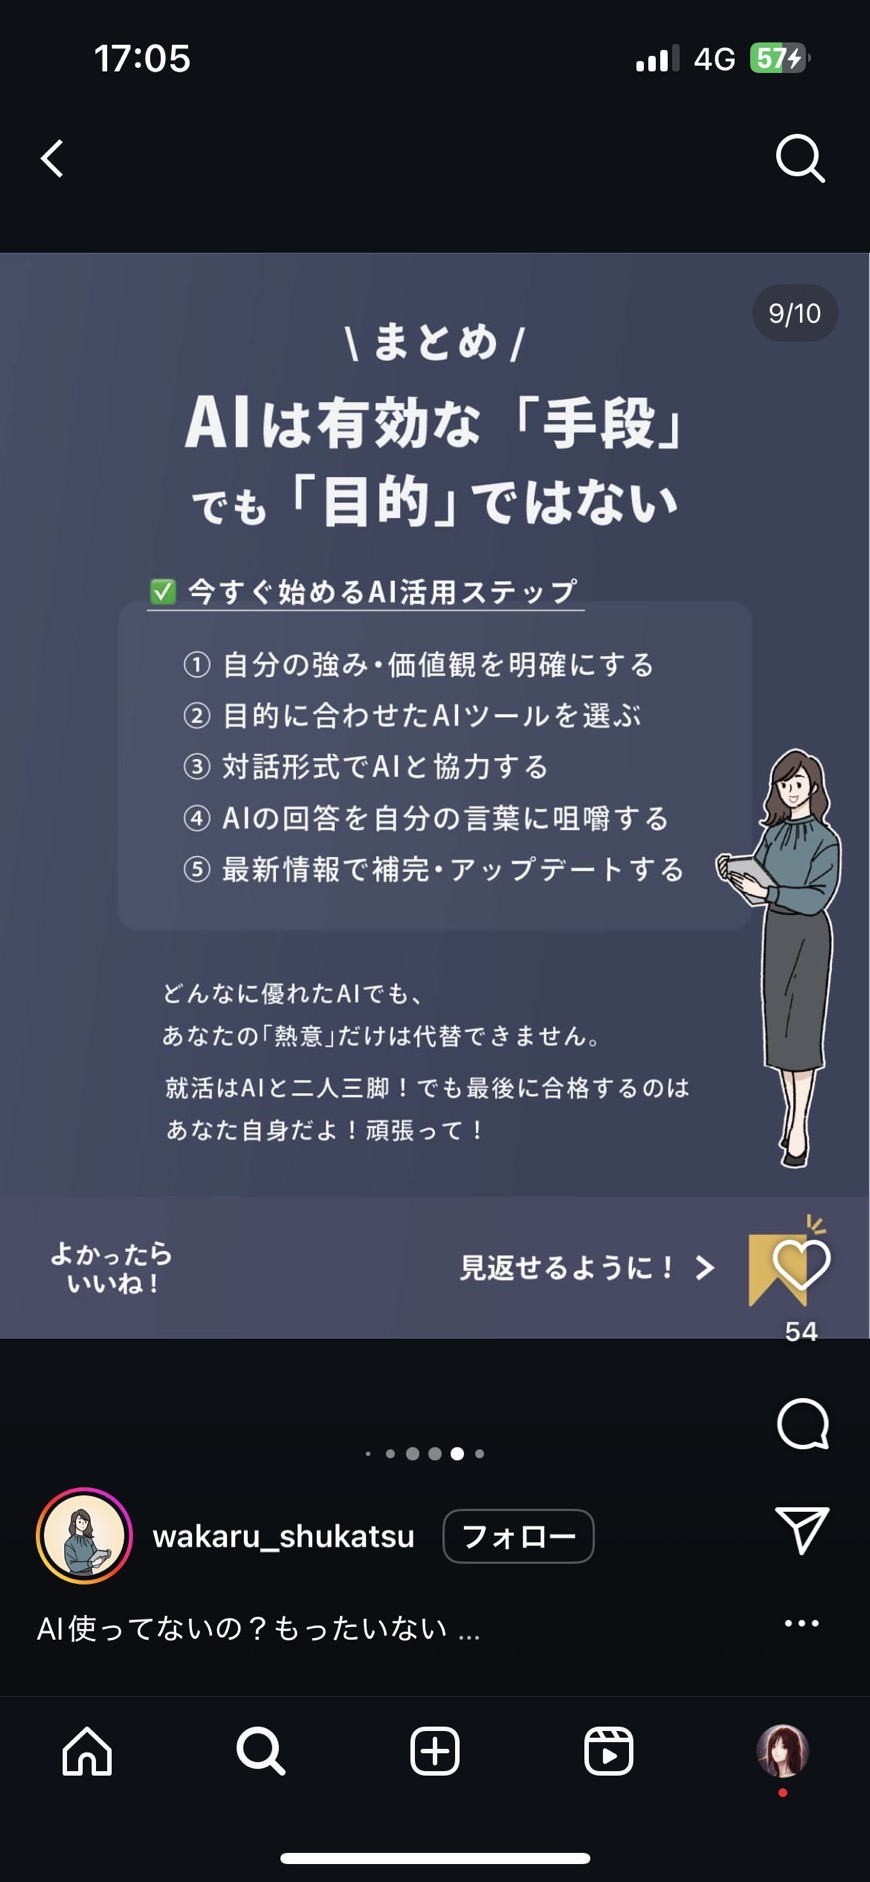 17:05
4G
57
9/10
\ まとめ /
AIは有効な「手段」
でも「目的」ではない
✅ 今すぐ始めるAI活用ステップ
① 自分の強み・価値観を明確にする
② 目的に合わせたAIツールを選ぶ
③ 対話形式でAIと協力する
④ AIの回答を自分の言葉に咀嚼する
⑤ 最新情報で補完・アップデートする
どんなに優れたAIでも、
あなたの「熱意」だけは代替できません。
就活はAIと二人三脚！でも最後に合格するのは
あなた自身だよ！頑張って！
よかったら
いいね！
見返せるように！
54
wakaru_shukatsu
フォロー
AI使ってないの？もったいない ...